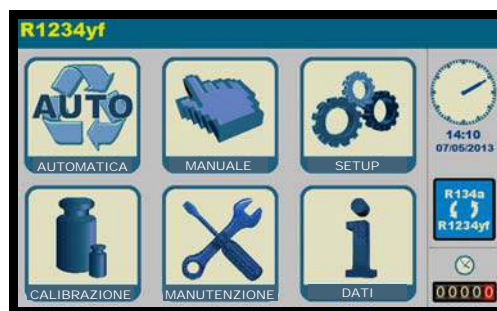 R1234yf
AUTO
AUTOMATICA
MANUALE
SETUP
14:10
07/05/2013
R134a
R1234yf
CALIBRAZIONE
MANUTENZIONE
DATI
00000